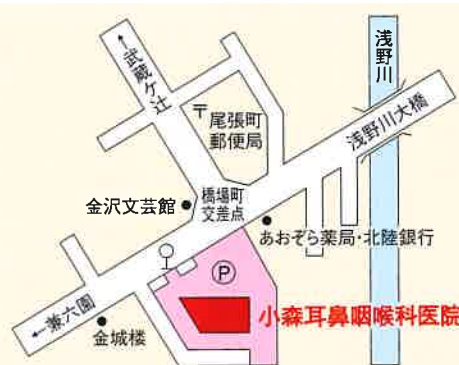 浅野川
↑武蔵ケ辻
〒
尾張町
郵便局
浅野川大橋
金沢文芸館
橋場町
交差点
あおぞら薬局・北陸銀行
P
小森耳鼻咽喉科医院
←兼六園
金城楼